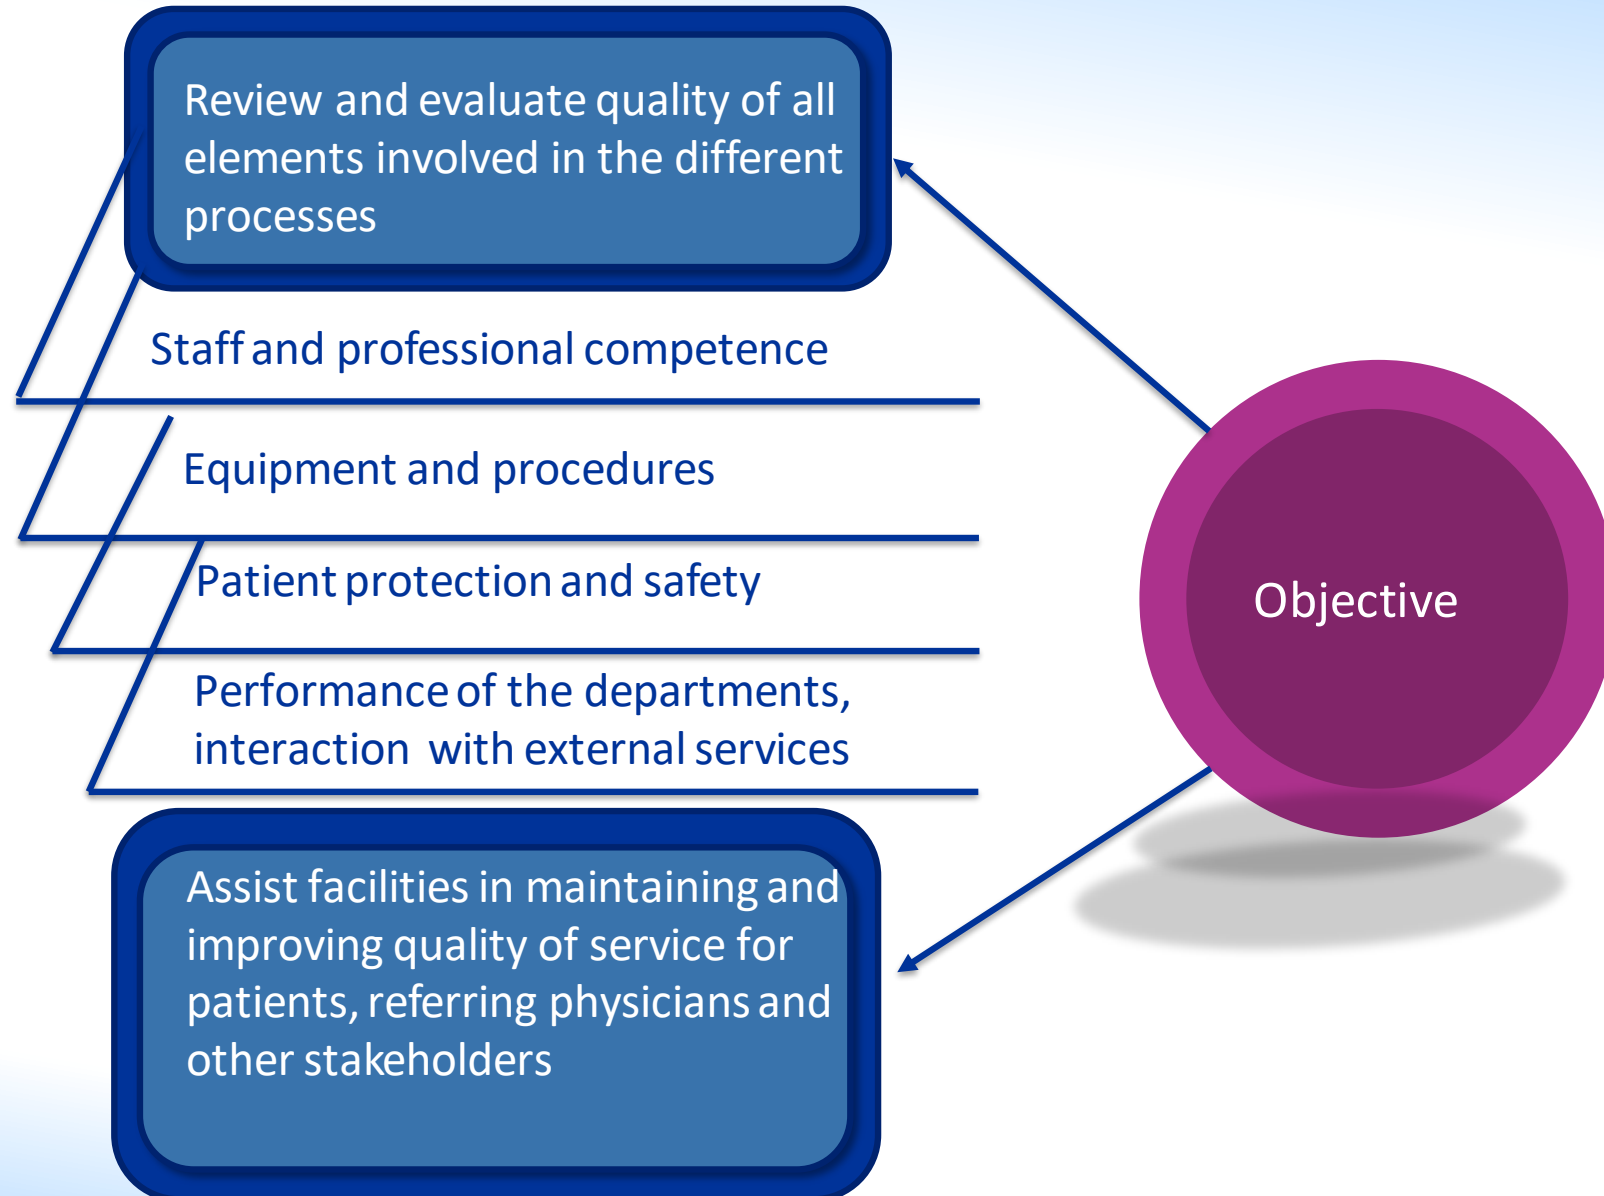 Review and evaluate quality of all
elements involved in the different
processes
Staff and professional competence
Equipment and procedures
Patient protection and safety
Performance of the departments,
interaction with external services
Assist facilities in maintaining and
improving quality of service for
patients, referring physicians and
other stakeholders
Objective